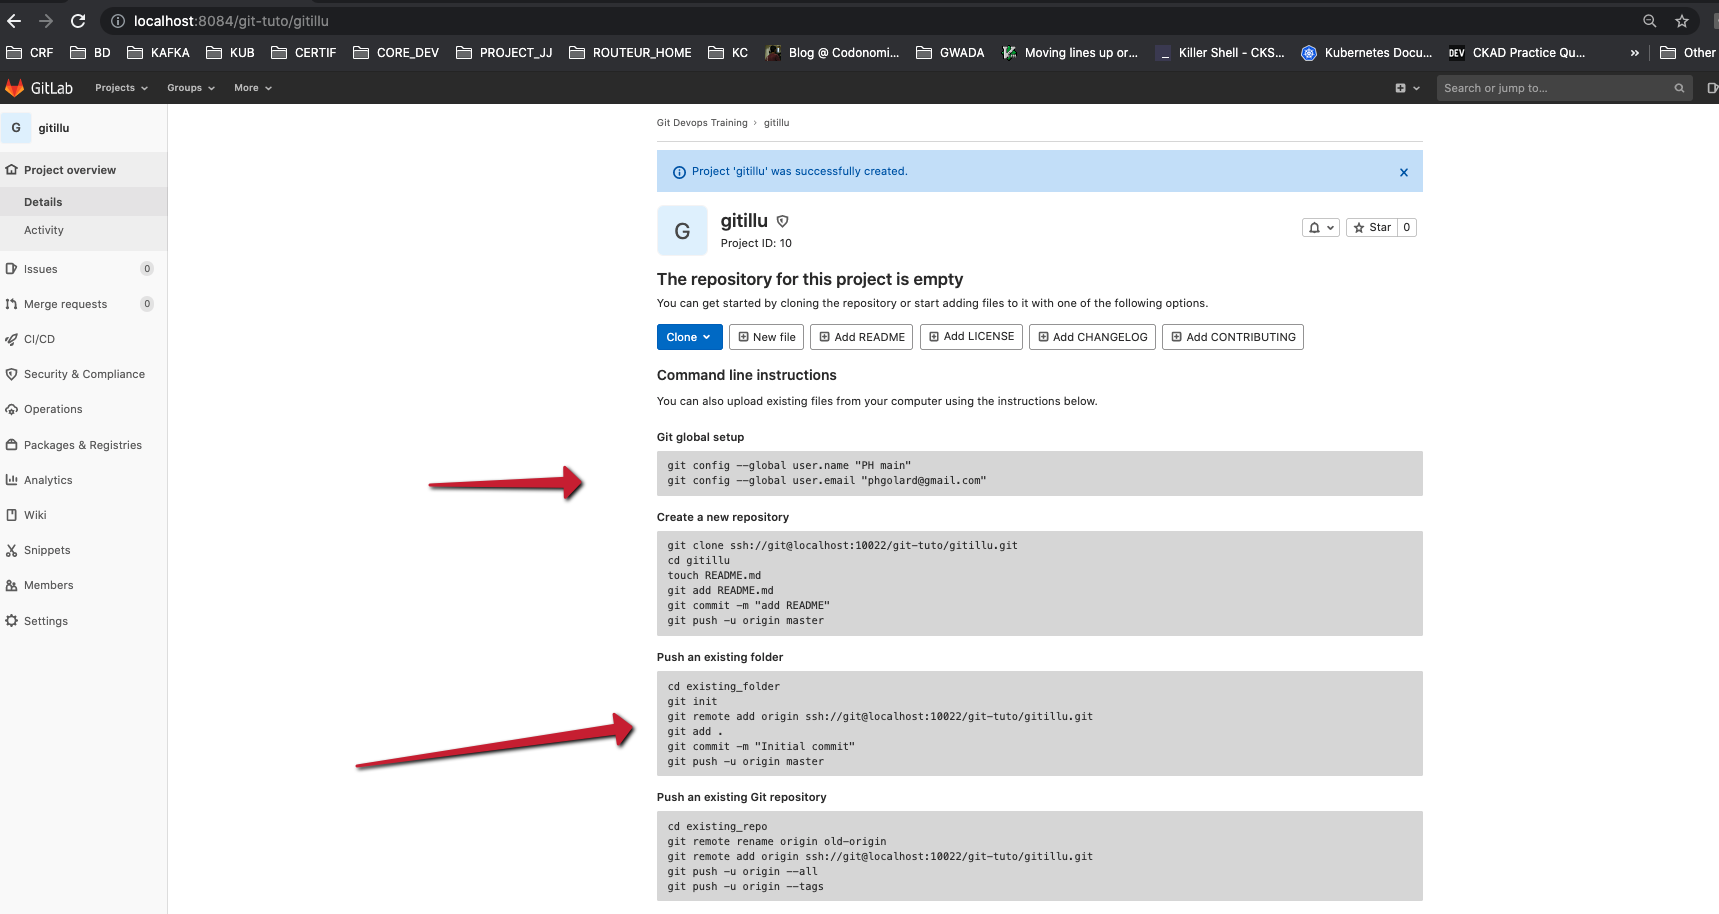 localhost:8084/git-tuto/gitillu
CRF BD KAFKA KUB CERTIF CORE_DEV PROJECT_JJ ROUTEUR_HOME KC Blog @ Codonomi... GWADA Moving lines up or... Killer Shell - CKS... Kubernetes Docu... DEV CKAD Practice Qu... » Other
GitLab Projects Groups More Search or jump to...
G gitillu
Project overview
Details
Activity
Issues 0
Merge requests 0
CI/CD
Security & Compliance
Operations
Packages & Registries
Analytics
Wiki
Snippets
Members
Settings
Git Devops Training › gitillu
Project 'gitillu' was successfully created.
G
gitillu
Project ID: 10
Star 0
The repository for this project is empty
You can get started by cloning the repository or start adding files to it with one of the following options.
Clone New file Add README Add LICENSE Add CHANGELOG Add CONTRIBUTING
Command line instructions
You can also upload existing files from your computer using the instructions below.
Git global setup
git config --global user.name "PH main"
git config --global user.email "phgolard@gmail.com"
Create a new repository
git clone ssh://git@localhost:10022/git-tuto/gitillu.git
cd gitillu
touch README.md
git add README.md
git commit -m "add README"
git push -u origin master
Push an existing folder
cd existing_folder
git init
git remote add origin ssh://git@localhost:10022/git-tuto/gitillu.git
git add .
git commit -m "Initial commit"
git push -u origin master
Push an existing Git repository
cd existing_repo
git remote rename origin old-origin
git remote add origin ssh://git@localhost:10022/git-tuto/gitillu.git
git push -u origin --all
git push -u origin --tags